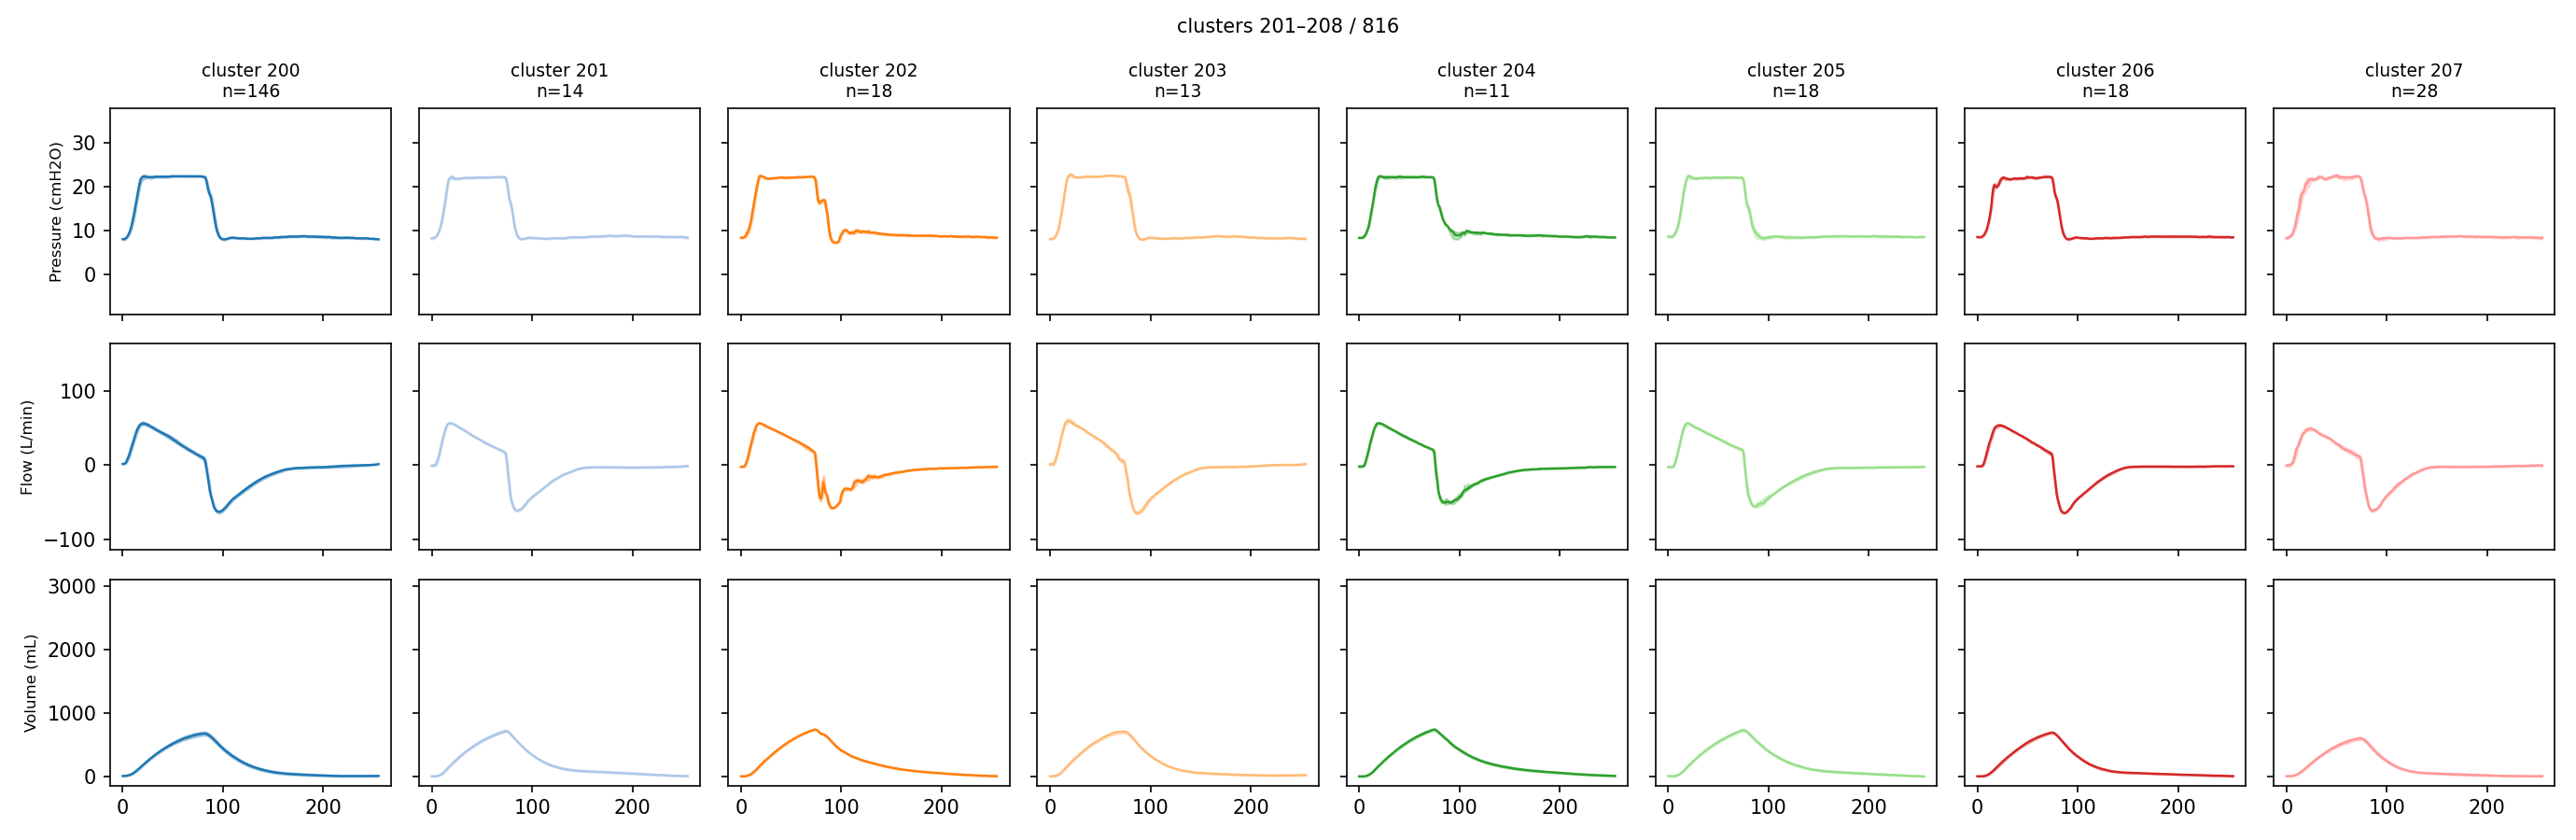 clusters 201–208 / 816
cluster 200
n=146
cluster 201
n=14
cluster 202
n=18
cluster 203
n=13
cluster 204
n=11
cluster 205
n=18
cluster 206
n=18
cluster 207
n=28
Pressure (cmH2O)
30
20
10
0
Flow (L/min)
100
0
−100
Volume (mL)
3000
2000
1000
0
0 100 200
0 100 200
0 100 200
0 100 200
0 100 200
0 100 200
0 100 200
0 100 200